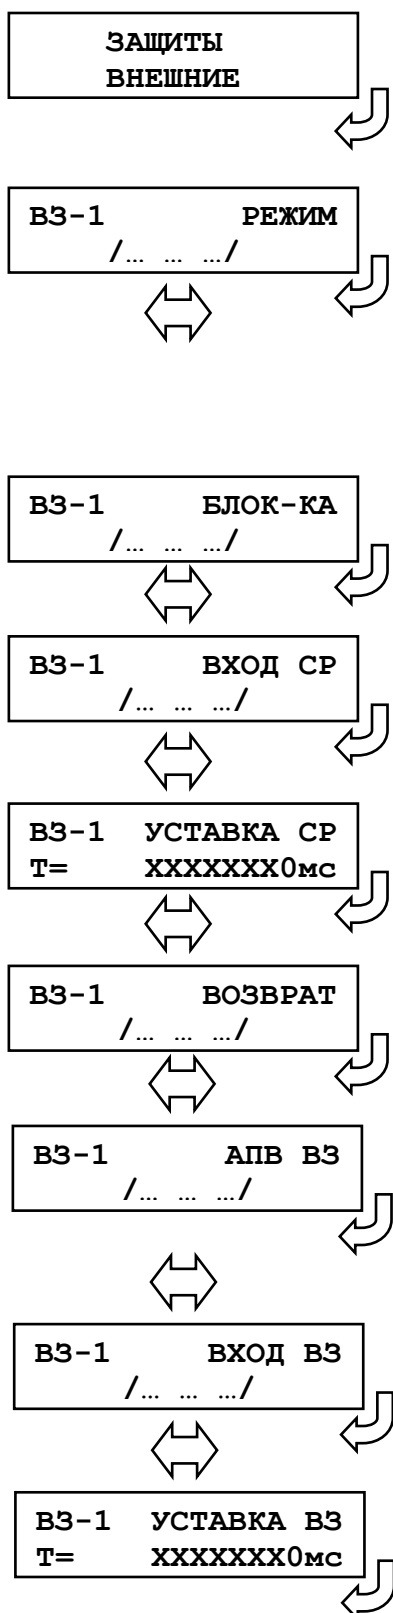 ЗАЩИТЫ
ВНЕШНИЕ
ВЗ-1 РЕЖИМ
/… … …/
ВЗ-1 БЛОК-КА
/… … …/
ВЗ-1 ВХОД СР
/… … …/
ВЗ-1 УСТАВКА СР
Т= ХХХХХХХ0мс
ВЗ-1 ВОЗВРАТ
/… … …/
ВЗ-1 АПВ ВЗ
/… … …/
ВЗ-1 ВХОД ВЗ
/… … …/
ВЗ-1 УСТАВКА ВЗ
Т= ХХХХХХХ0мс